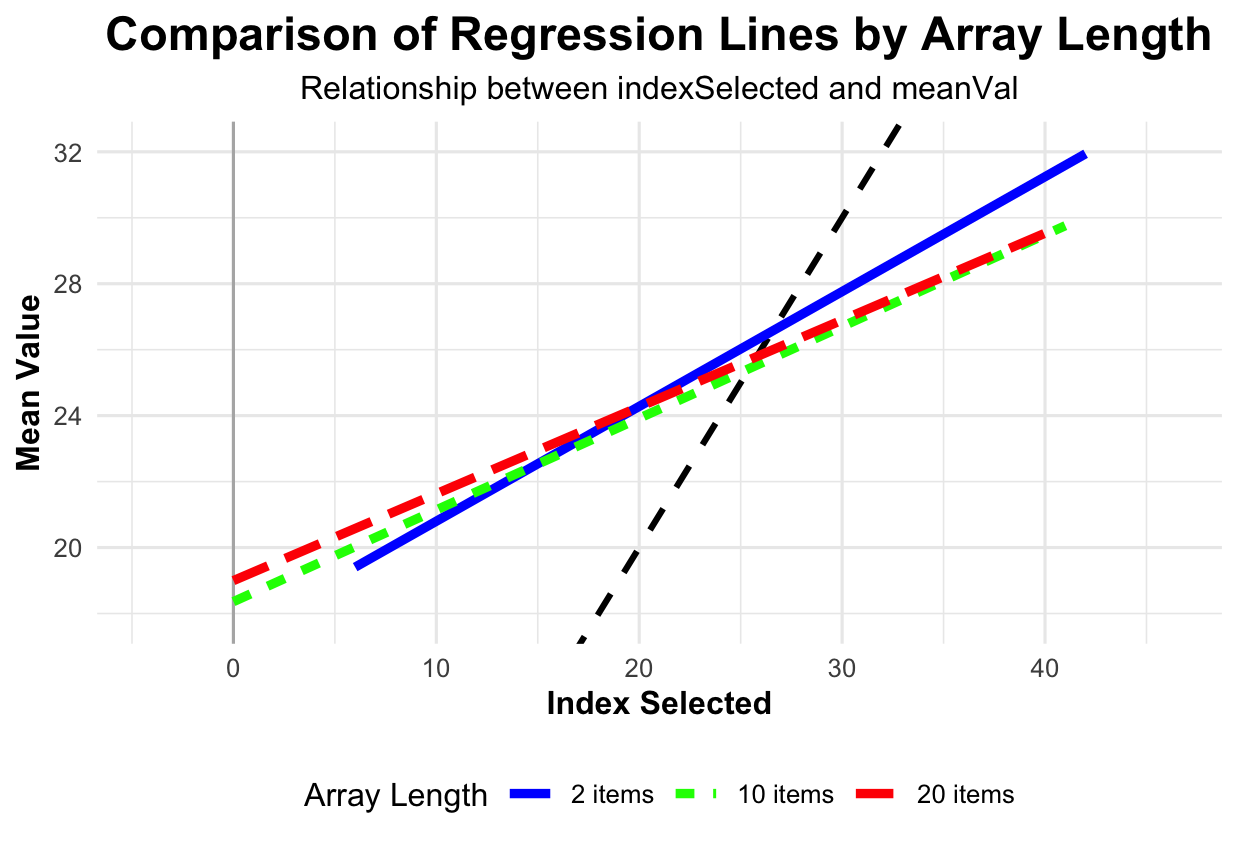 Comparison of Regression Lines by Array Length
Relationship between indexSelected and meanVal
32
28
24
20
Mean Value
0 10 20 30 40
Index Selected
Array Length 2 items 10 items 20 items